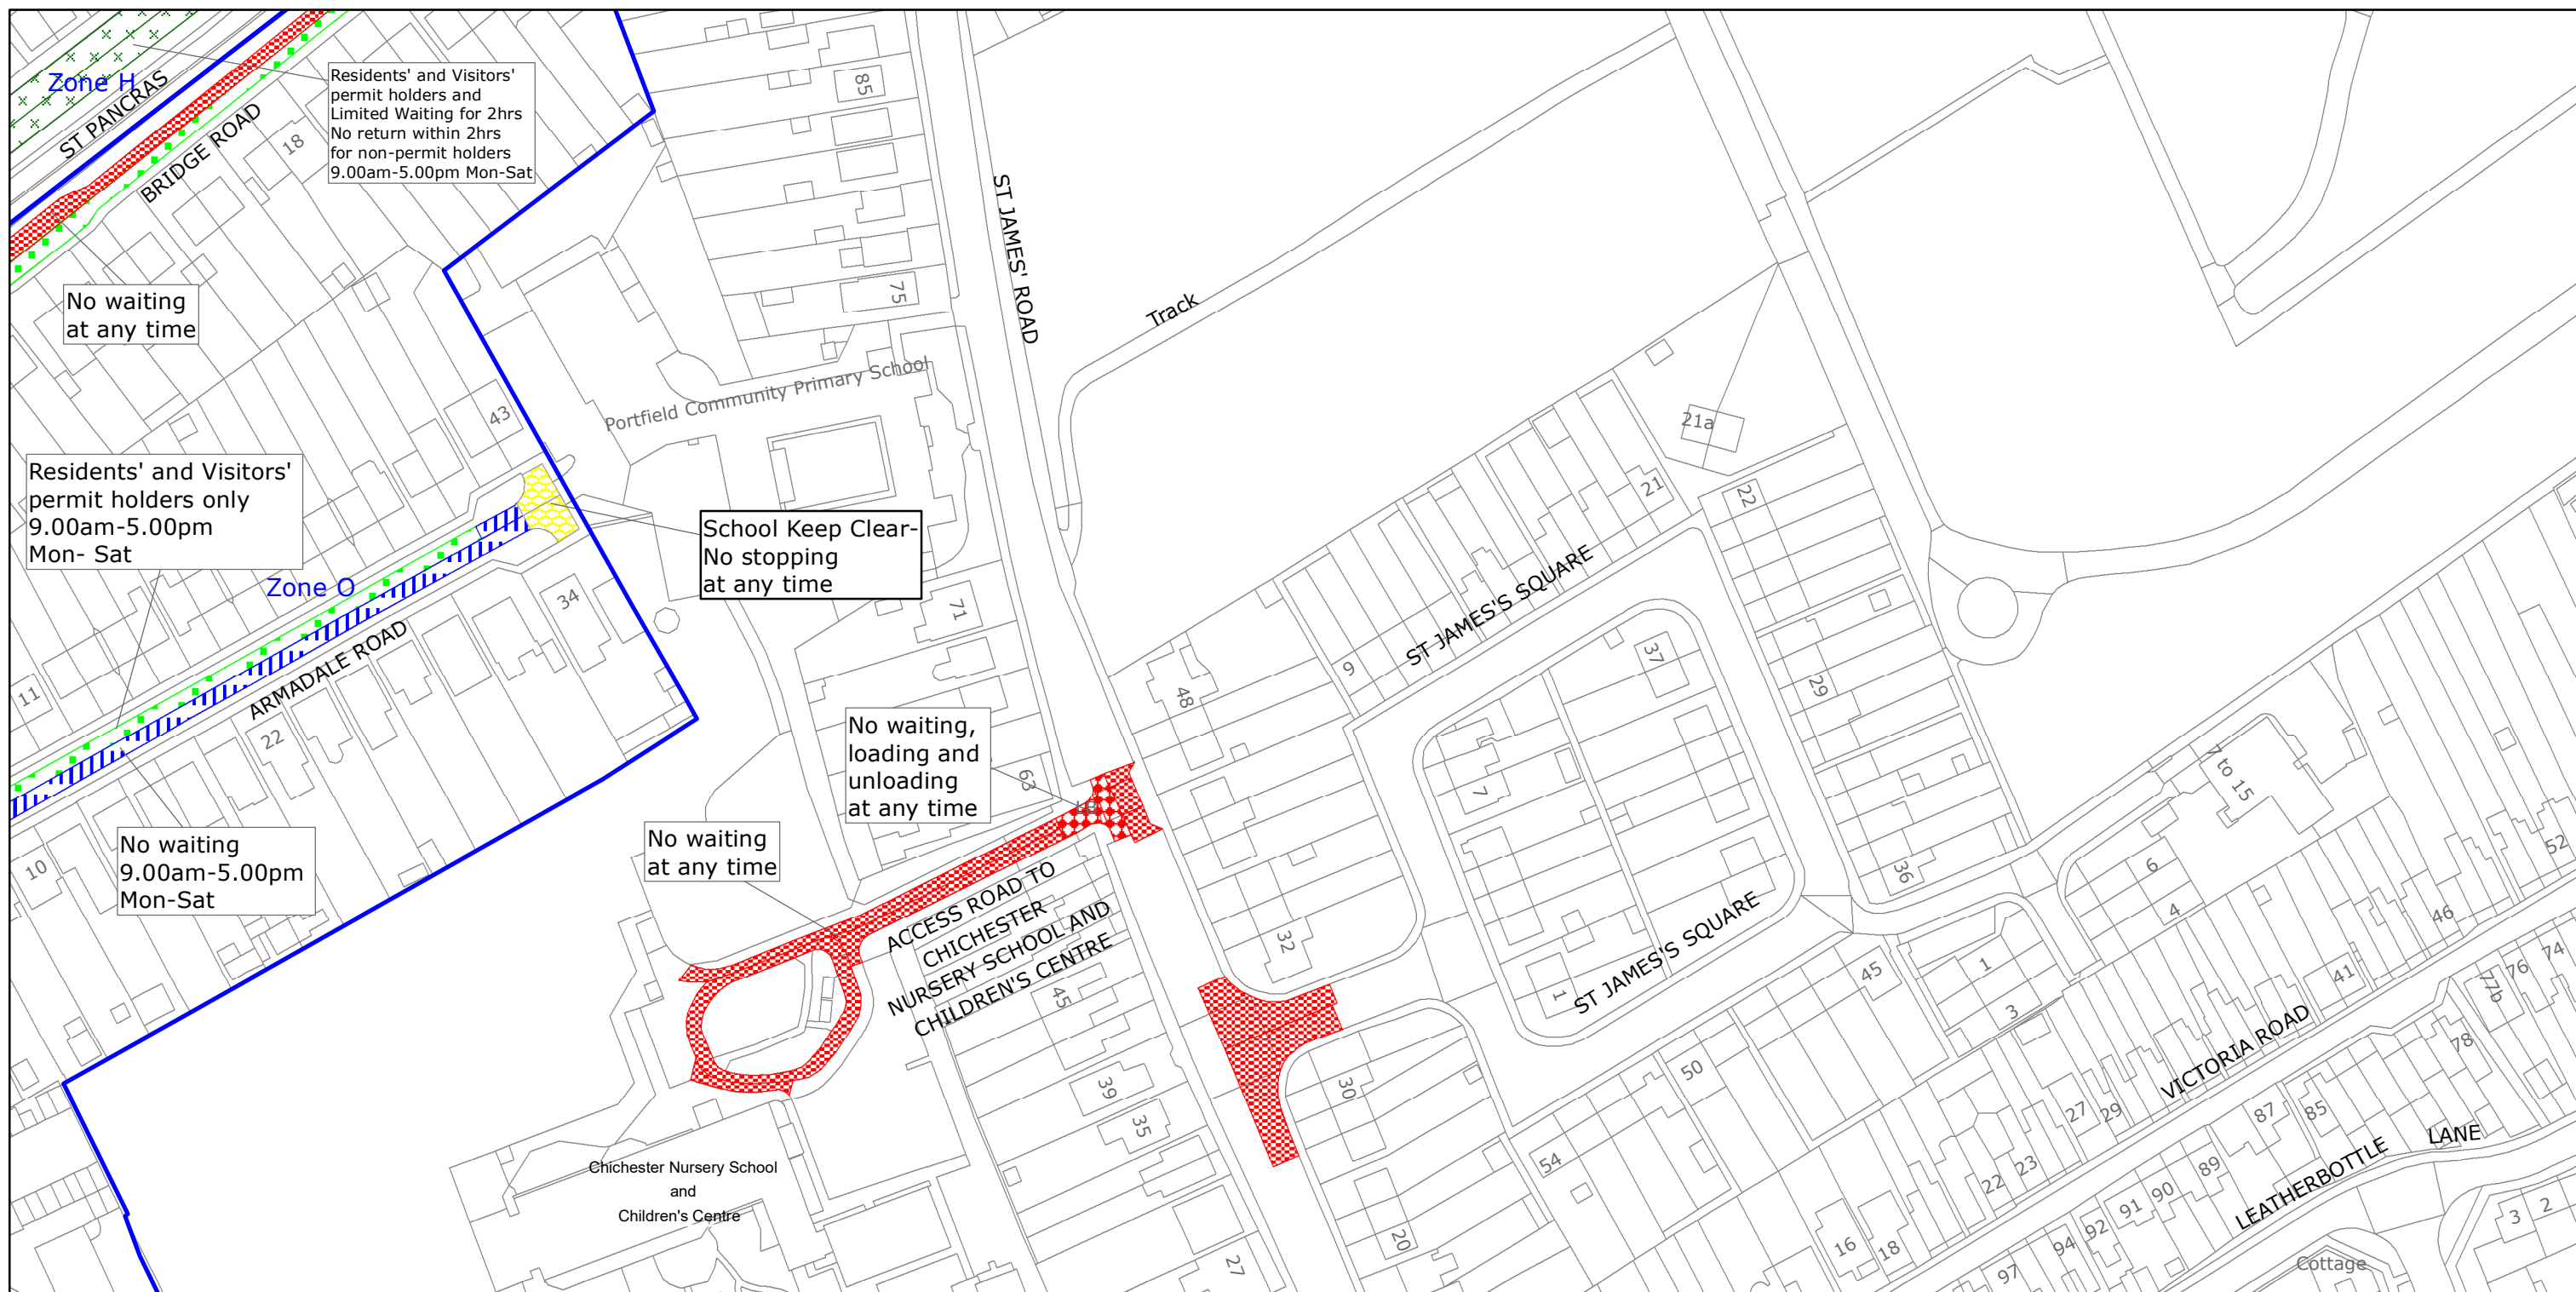 Zone H
ST PANCRAS
BRIDGE ROAD
18
Residents' and Visitors'
permit holders and
Limited Waiting for 2hrs
No return within 2hrs
for non-permit holders
9.00am-5.00pm Mon-Sat
85
75
ST JAMES' ROAD
Track
No waiting
at any time
Portfield Community Primary School
43
21a
21
22
Residents' and Visitors'
permit holders only
9.00am-5.00pm
Mon- Sat
School Keep Clear-
No stopping
at any time
Zone O
34
71
ARMADALE ROAD
11
22
10
No waiting
9.00am-5.00pm
Mon-Sat
48
9
ST JAMES'S SQUARE
37
29
7
36
No waiting,
loading and
unloading
at any time
63
LB
No waiting
at any time
ACCESS ROAD TO
CHICHESTER
NURSERY SCHOOL AND
CHILDREN'S CENTRE
32
1
ST JAMES'S SQUARE
45
7 to 15
6
4
1
3
52
46
41
74
76
77b
78
45
39
35
30
20
27
50
54
VICTORIA ROAD
27
29
22
23
16
18
87
85
89
90
91
92
94
97
LEATHERBOTTLE LANE
3
2
Cottage
Chichester Nursery School
and
Children's Centre